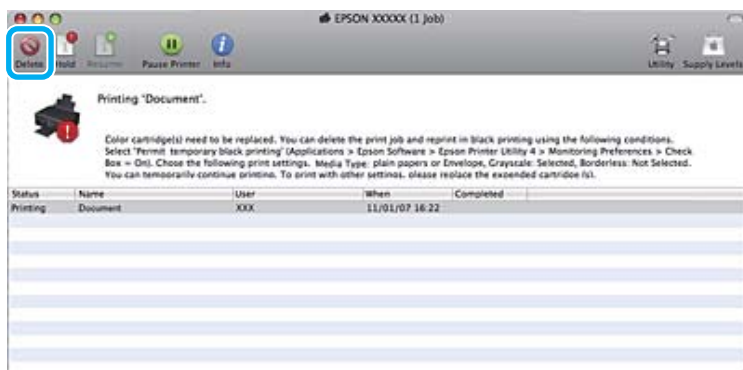 EPSON XXXXX (1 Job)
Delete Hold Resume Pause Printer Info Utility Supply Levels
Printing "Document".
Color cartridge(s) need to be replaced. You can delete the print job and reprint in black printing using the following conditions.
Select "Permit temporary black printing" (Applications > Epson Software > Epson Printer Utility 4 > Monitoring Preferences > Check
Box = On). Chose the following print settings. Media Type: plain papers or Envelope, Grayscale: Selected, Borderless: Not Selected.
You can temporarily continue printing. To print with other settings, please replace the expended cartridge (s).
Status Name User When Completed
Printing Document XXX 11/01/07 16:22